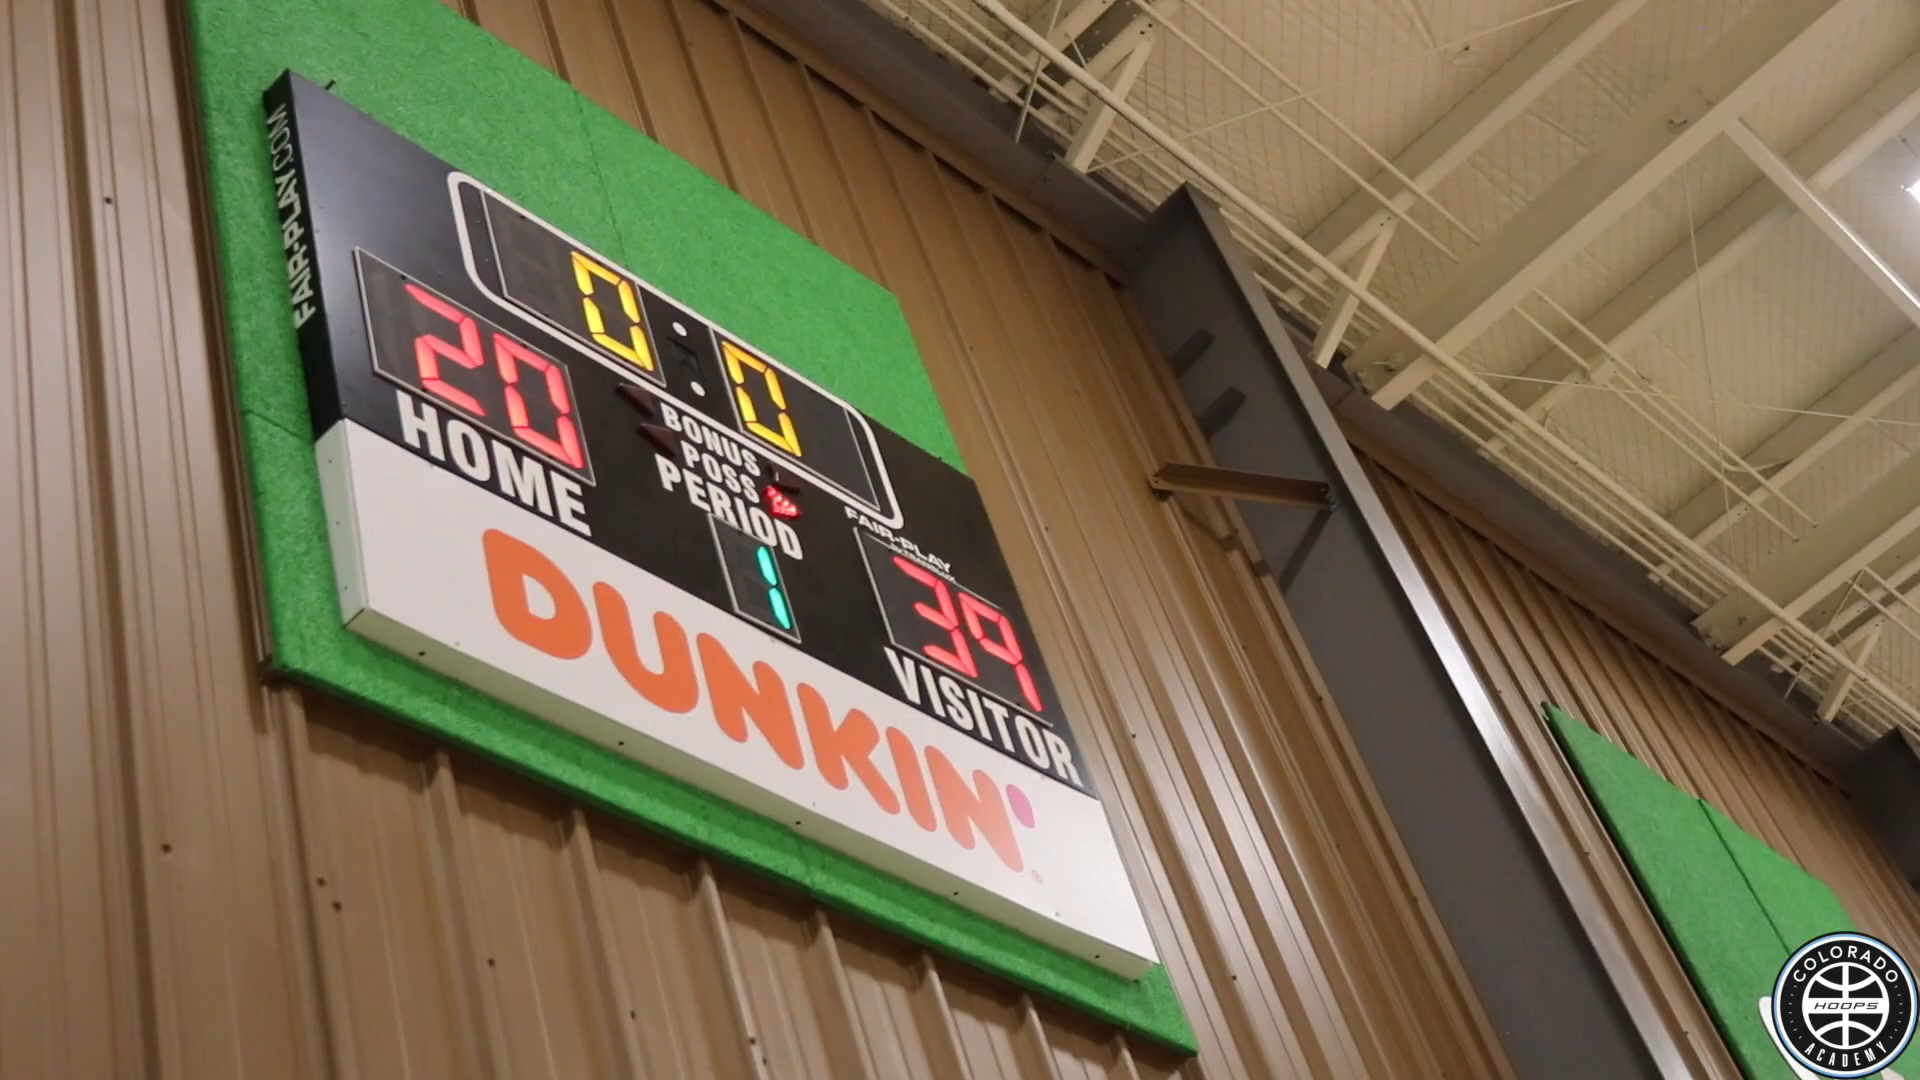 FAIR-PLAY.COM
0:0
20
HOME
BONUS
POSS
PERIOD
1
FAIR-PLAY
39
VISITOR
DUNKIN'
®
COLORADO
HOOPS
ACADEMY